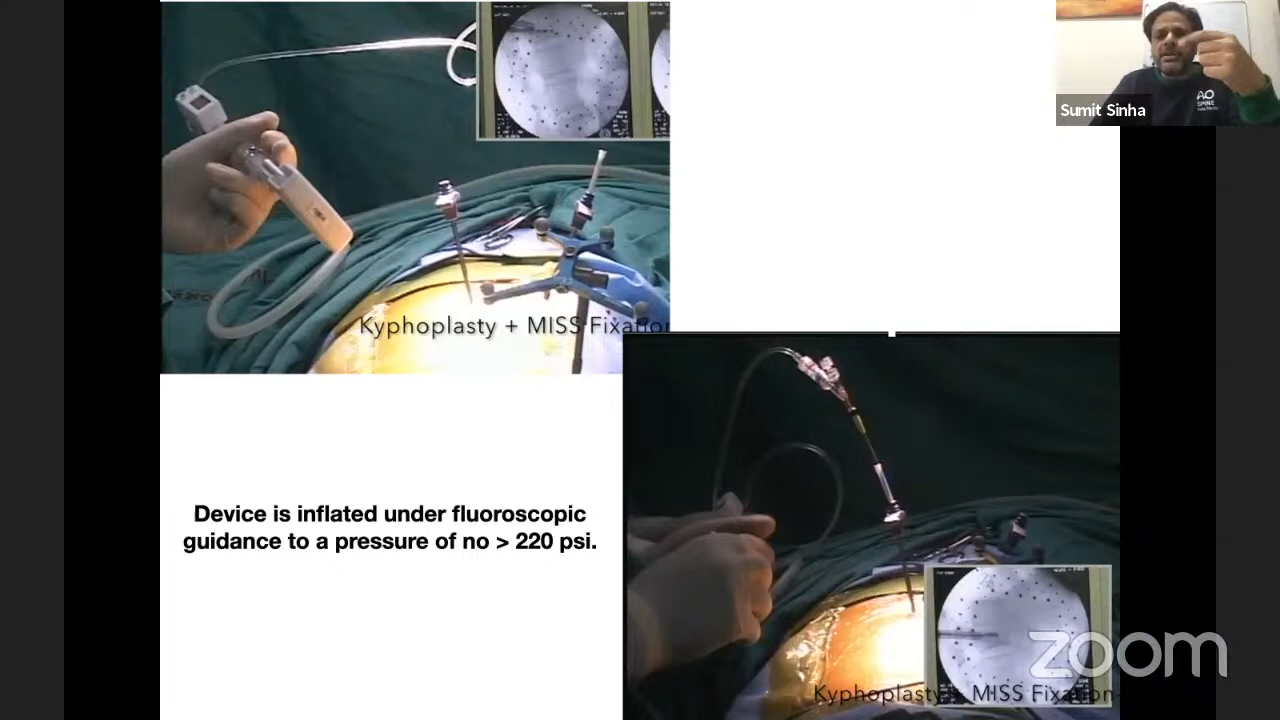 Sumit Sinha
AO
SPINE
Kyphoplasty + MISS Fixation
Device is inflated under fluoroscopic
guidance to a pressure of no > 220 psi.
zoom
Kyphoplasty + MISS Fixation